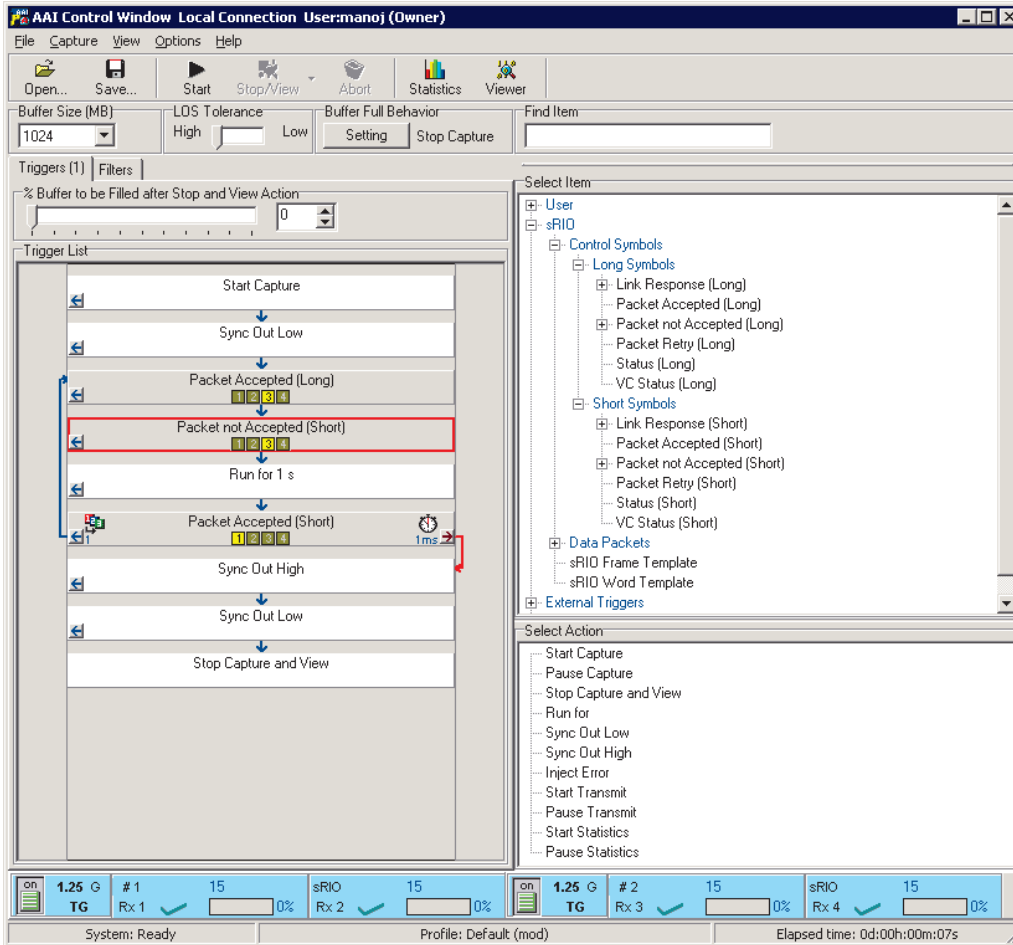 AAI Control Window Local Connection User:manoj (Owner)
File Capture View Options Help
Open... Save... Start Stop/View Abort Statistics Viewer
Buffer Size (MB) LOS Tolerance Buffer Full Behavior Find Item
1024 High Low Setting Stop Capture
Triggers (1) Filters
% Buffer to be Filled after Stop and View Action
0
Trigger List
Start Capture
Sync Out Low
Packet Accepted (Long)
1 2 3 4
Packet not Accepted (Short)
1 2 3 4
Run for 1 s
Packet Accepted (Short)
1 1 2 3 4 1ms
Sync Out High
Sync Out Low
Stop Capture and View
Select Item
User
sRIO
Control Symbols
Long Symbols
Link Response (Long)
Packet Accepted (Long)
Packet not Accepted (Long)
Packet Retry (Long)
Status (Long)
VC Status (Long)
Short Symbols
Link Response (Short)
Packet Accepted (Short)
Packet not Accepted (Short)
Packet Retry (Short)
Status (Short)
VC Status (Short)
Data Packets
sRIO Frame Template
sRIO Word Template
External Triggers
Select Action
Start Capture
Pause Capture
Stop Capture and View
Run for
Sync Out Low
Sync Out High
Inject Error
Start Transmit
Pause Transmit
Start Statistics
Pause Statistics
on 1.25 G # 1 15 sRIO 15 on 1.25 G # 2 15 sRIO 15
TG Rx 1 0% Rx 2 0% TG Rx 3 0% Rx 4 0%
System: Ready Profile: Default (mod) Elapsed time: 0d:00h:00m:07s